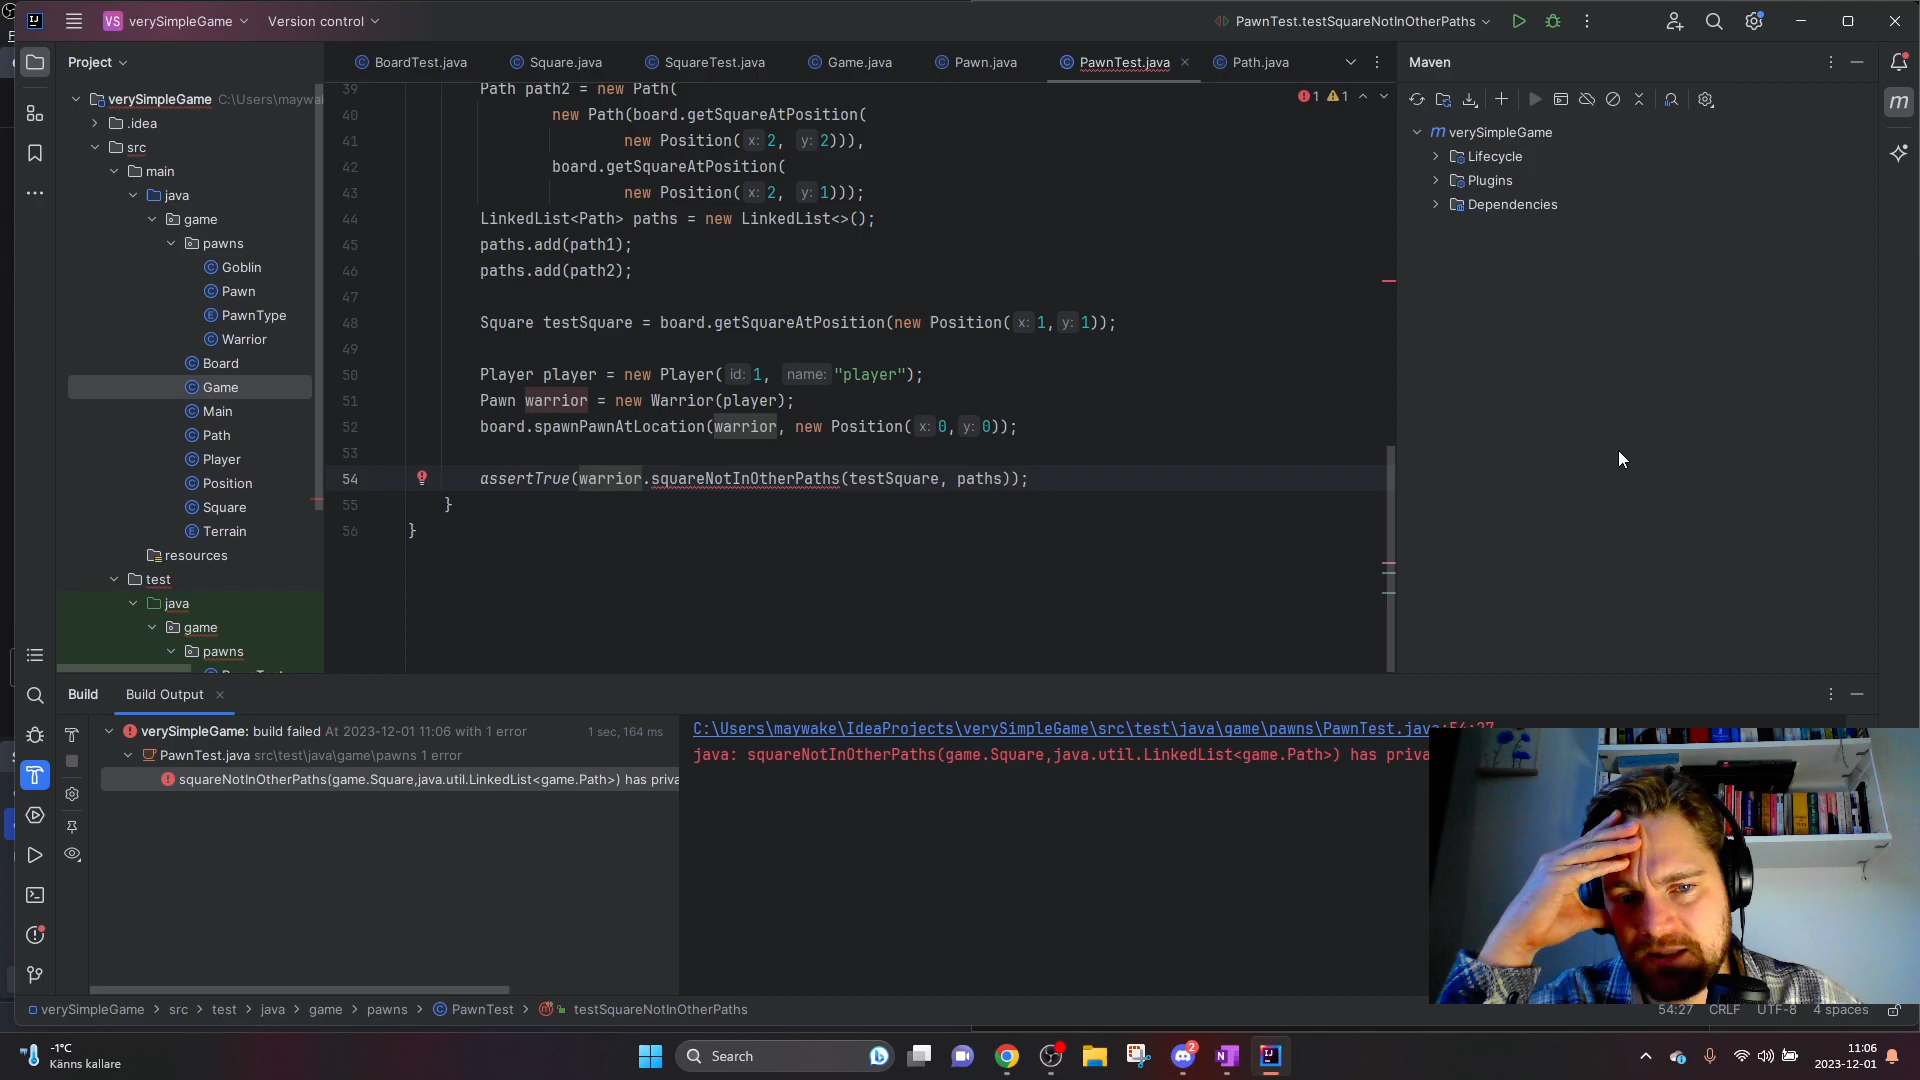 VS verySimpleGame Version control PawnTest.testSquareNotInOtherPaths
Project
BoardTest.java Square.java SquareTest.java Game.java Pawn.java PawnTest.java Path.java
Maven
verySimpleGame
.idea
src
main
java
game
pawns
Goblin
Pawn
PawnType
Warrior
Board
Game
Main
Path
Player
Position
Square
Terrain
resources
test
java
game
pawns
39 Path path2 = new Path(
40 new Path(board.getSquareAtPosition(
41 new Position( x: 2, y: 2))),
42 board.getSquareAtPosition(
43 new Position( x: 2, y: 1)));
44 LinkedList<Path> paths = new LinkedList<>();
45 paths.add(path1);
46 paths.add(path2);
47
48 Square testSquare = board.getSquareAtPosition(new Position( x: 1, y: 1));
49
50 Player player = new Player( id: 1, name: "player");
51 Pawn warrior = new Warrior(player);
52 board.spawnPawnAtLocation(warrior, new Position( x: 0, y: 0));
53
54 assertTrue(warrior.squareNotInOtherPaths(testSquare, paths));
55 }
56 }
1 1
m verySimpleGame
Lifecycle
Plugins
Dependencies
Build Build Output
verySimpleGame: build failed At 2023-12-01 11:06 with 1 error 1 sec, 164 ms
PawnTest.java src\test\java\game\pawns 1 error
squareNotInOtherPaths(game.Square,java.util.LinkedList<game.Path>) has priva
C:\Users\maywake\IdeaProjects\verySimpleGame\src\test\java\game\pawns\PawnTest.java:54:27
java: squareNotInOtherPaths(game.Square,java.util.LinkedList<game.Path>) has priva
verySimpleGame > src > test > java > game > pawns > PawnTest > testSquareNotInOtherPaths
54:27 CRLF UTF-8 4 spaces
-1°C
Känns kallare
Search
2
11:06
2023-12-01